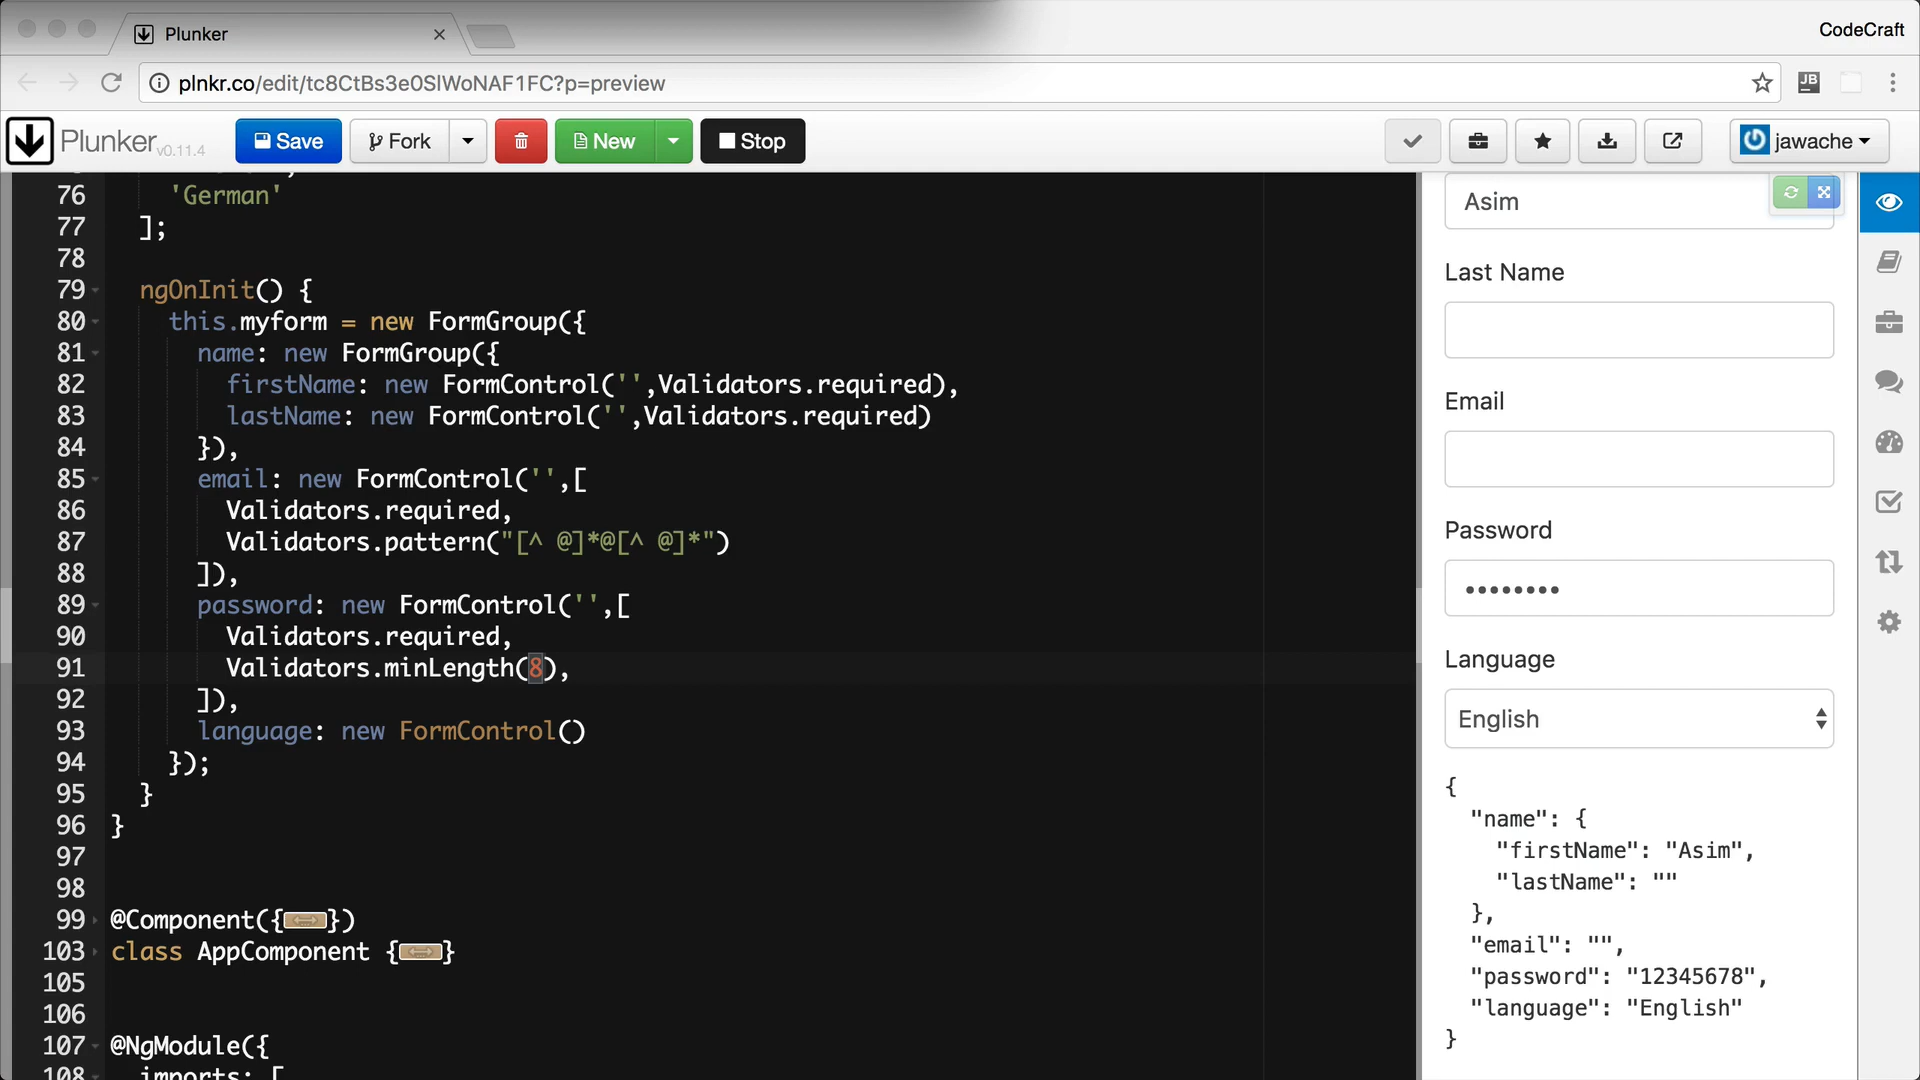 Plunker
CodeCraft
plnkr.co/edit/tc8CtBs3e0SlWoNAF1FC?p=preview
JB
Plunker v0.11.4
Save
Fork
New
Stop
jawache
76 'German'
77 ];
78
79 ngOnInit() {
80 this.myform = new FormGroup({
81 name: new FormGroup({
82 firstName: new FormControl('',Validators.required),
83 lastName: new FormControl('',Validators.required)
84 }),
85 email: new FormControl('',[
86 Validators.required,
87 Validators.pattern("[^ @]*@[^ @]*")
88 ]),
89 password: new FormControl('',[
90 Validators.required,
91 Validators.minLength(8),
92 ]),
93 language: new FormControl()
94 });
95 }
96 }
97
98
99 @Component({})
103 class AppComponent {}
105
106
107 @NgModule({
108 imports: [
Asim
Last Name
Email
Password
••••••••
Language
English
{
"name": {
"firstName": "Asim",
"lastName": ""
},
"email": "",
"password": "12345678",
"language": "English"
}